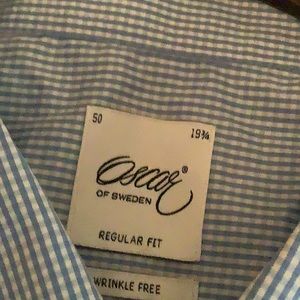 50 19¾
Oscar®
OF SWEDEN
REGULAR FIT
WRINKLE FREE